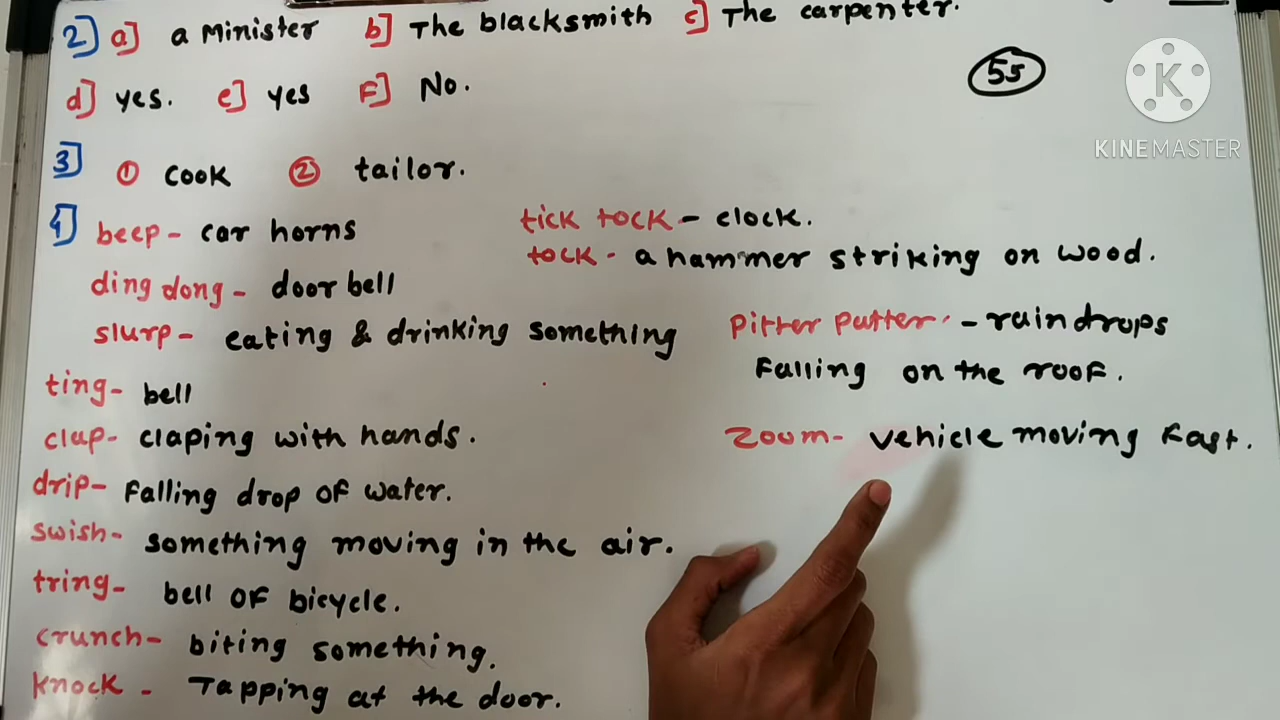 2] a] a Minister b] The blacksmith c] The carpenter.
d] yes. e] yes F] No.
55
K
KINEMASTER
3] ① cook ② tailor.
4] beep - car horns
ding dong - door bell
slurp - eating & drinking something
ting - bell
clap - claping with hands.
drip - Falling drop of water.
swish - something moving in the air.
tring - bell of bicycle.
crunch - biting something.
knock - Tapping at the door.
tick tock - clock.
tock - a hammer striking on wood.
Pitter patter - raindrops
Falling on the roof.
Zoom - vehicle moving fast.